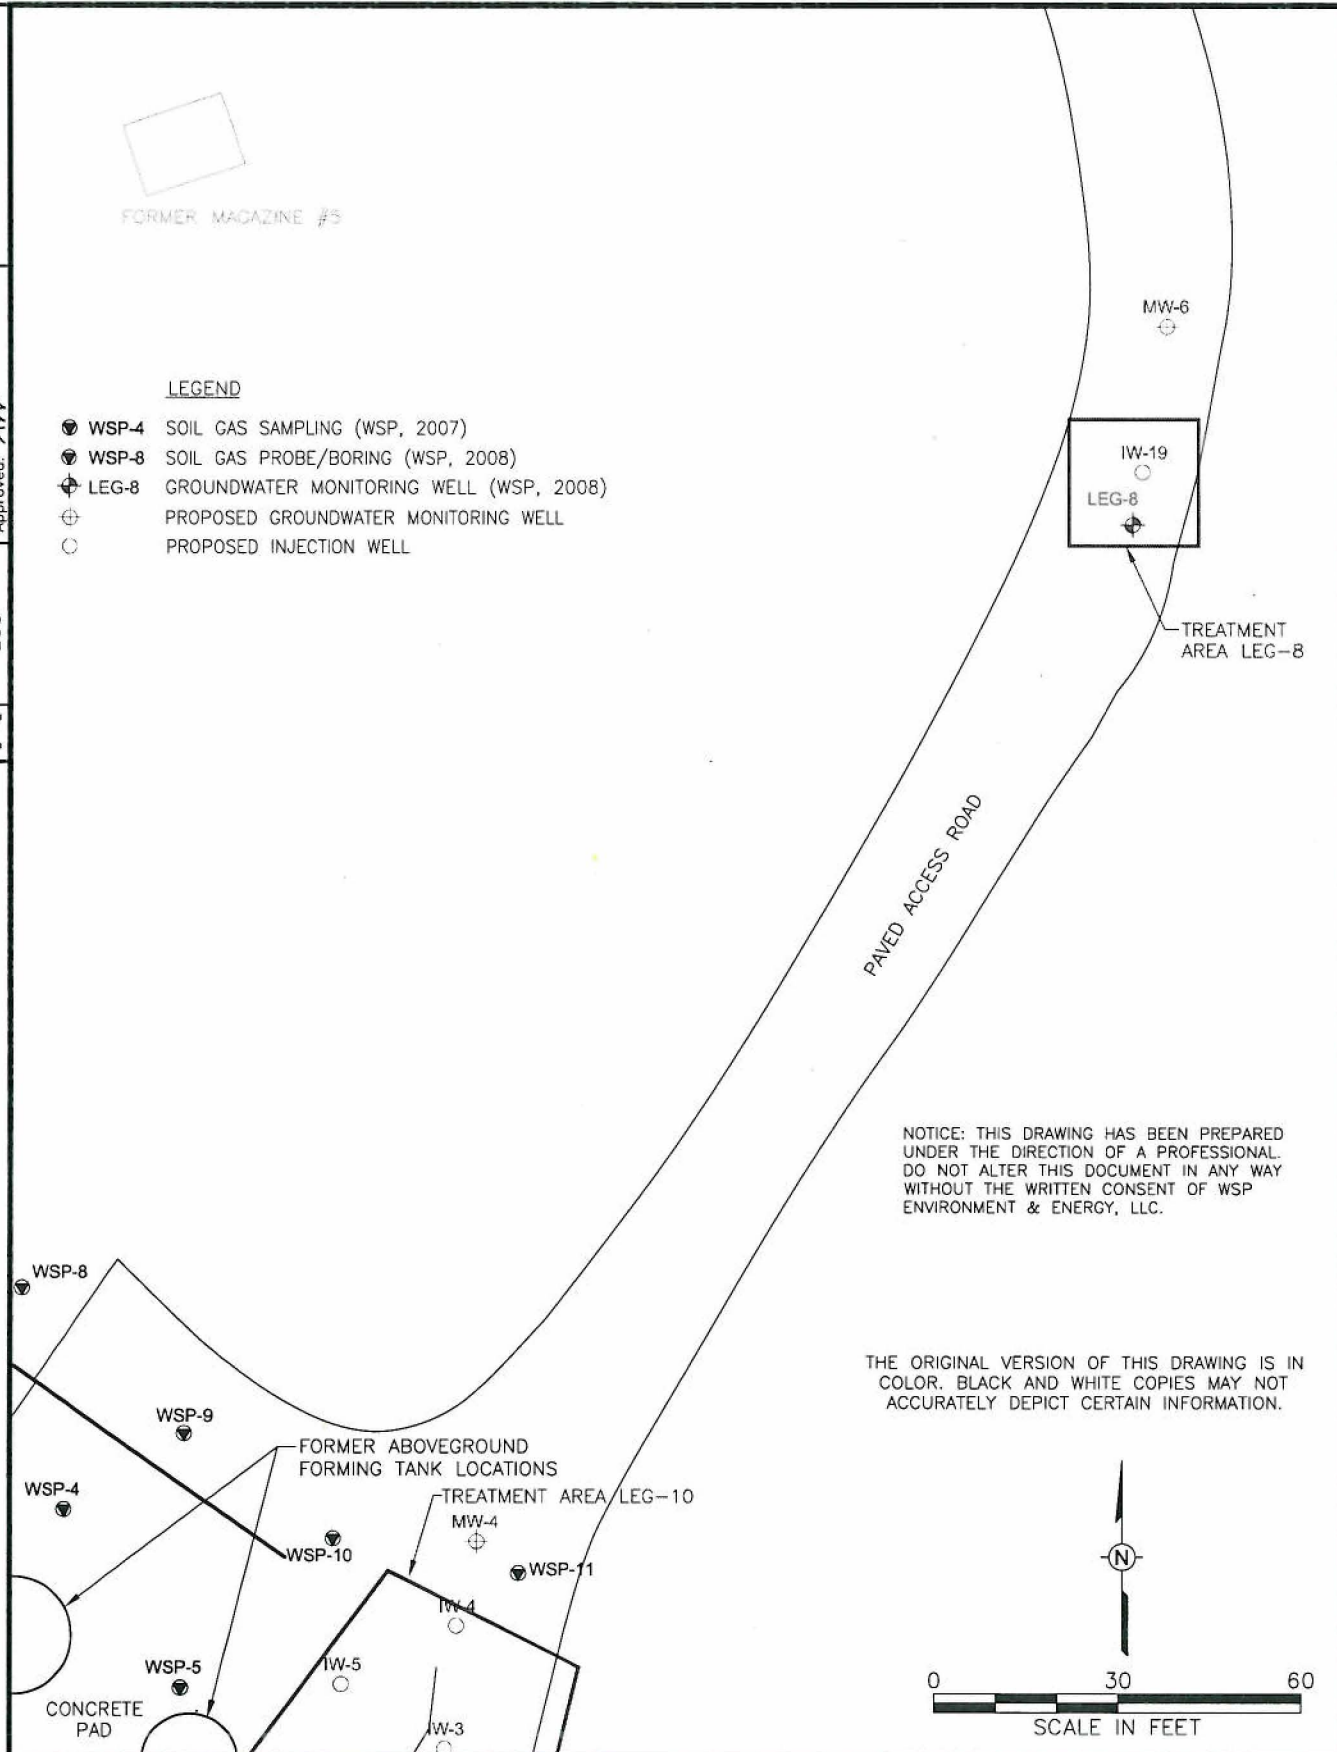 FORMER MAGAZINE #5
MW-6
LEGEND
WSP-4 SOIL GAS SAMPLING (WSP, 2007)
WSP-8 SOIL GAS PROBE/BORING (WSP, 2008)
LEG-8 GROUNDWATER MONITORING WELL (WSP, 2008)
PROPOSED GROUNDWATER MONITORING WELL
PROPOSED INJECTION WELL
Approved:
IW-19
LEG-8
TREATMENT
AREA LEG-8
PAVED ACCESS ROAD
NOTICE: THIS DRAWING HAS BEEN PREPARED
UNDER THE DIRECTION OF A PROFESSIONAL.
DO NOT ALTER THIS DOCUMENT IN ANY WAY
WITHOUT THE WRITTEN CONSENT OF WSP
ENVIRONMENT & ENERGY, LLC.
WSP-8
THE ORIGINAL VERSION OF THIS DRAWING IS IN
COLOR. BLACK AND WHITE COPIES MAY NOT
ACCURATELY DEPICT CERTAIN INFORMATION.
WSP-9
FORMER ABOVEGROUND
FORMING TANK LOCATIONS
WSP-4
TREATMENT AREA LEG-10
MW-4
WSP-10
WSP-11
N
IW-4
IW-5
WSP-5
CONCRETE
PAD
IW-3
0 30 60
SCALE IN FEET